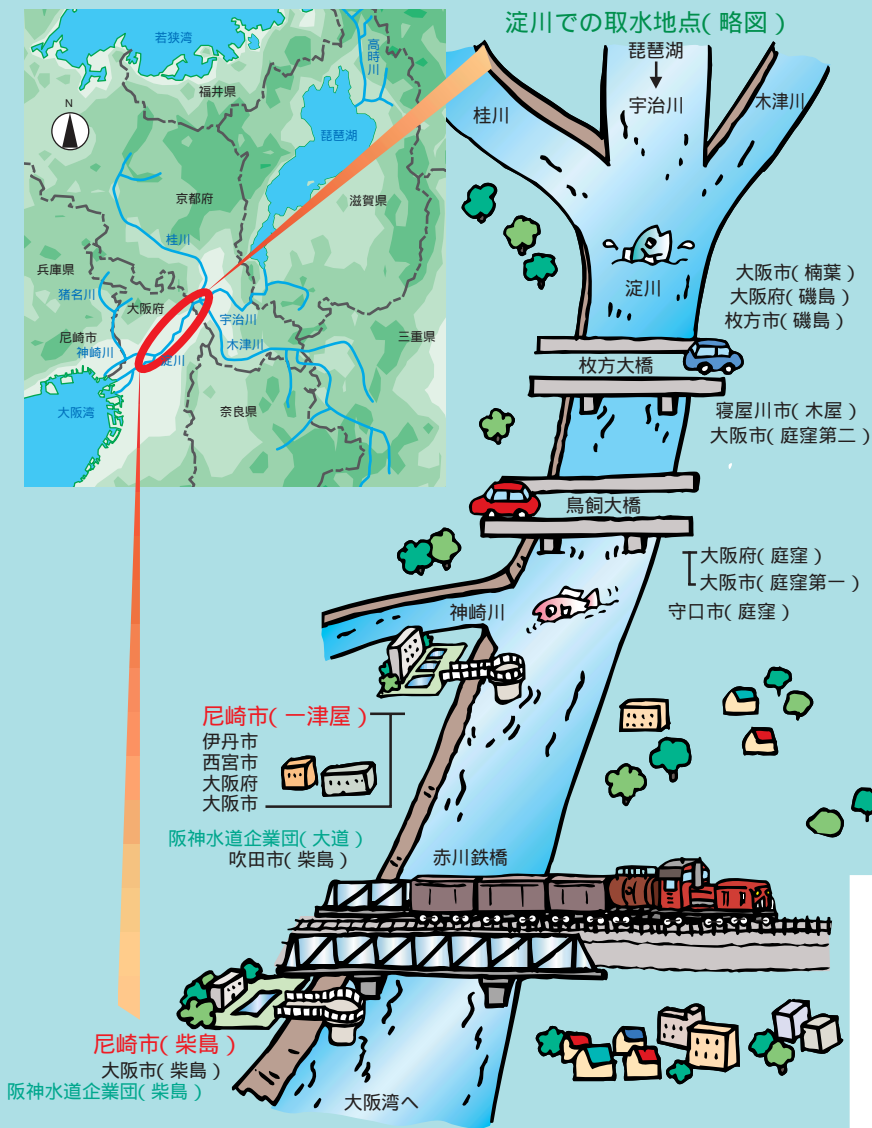 淀川での取水地点( 略図 )
若狭湾
高時川
福井県
N
琵琶湖
京都府
滋賀県
桂川
兵庫県
猪名川
大阪府
宇治川
尼崎市
木津川
神崎川
淀川
三重県
大阪湾
奈良県
琵琶湖
↓
宇治川
桂川
木津川
淀川
大阪市( 楠葉 )
大阪府( 磯島 )
枚方市( 磯島 )
枚方大橋
寝屋川市( 木屋 )
大阪市( 庭窪第二 )
鳥飼大橋
大阪府( 庭窪 )
大阪市( 庭窪第一 )
守口市( 庭窪 )
神崎川
尼崎市( 一津屋 )
伊丹市
西宮市
大阪府
大阪市
阪神水道企業団( 大道 )
吹田市( 柴島 )
赤川鉄橋
尼崎市( 柴島 )
大阪市( 柴島 )
阪神水道企業団( 柴島 )
大阪湾へ